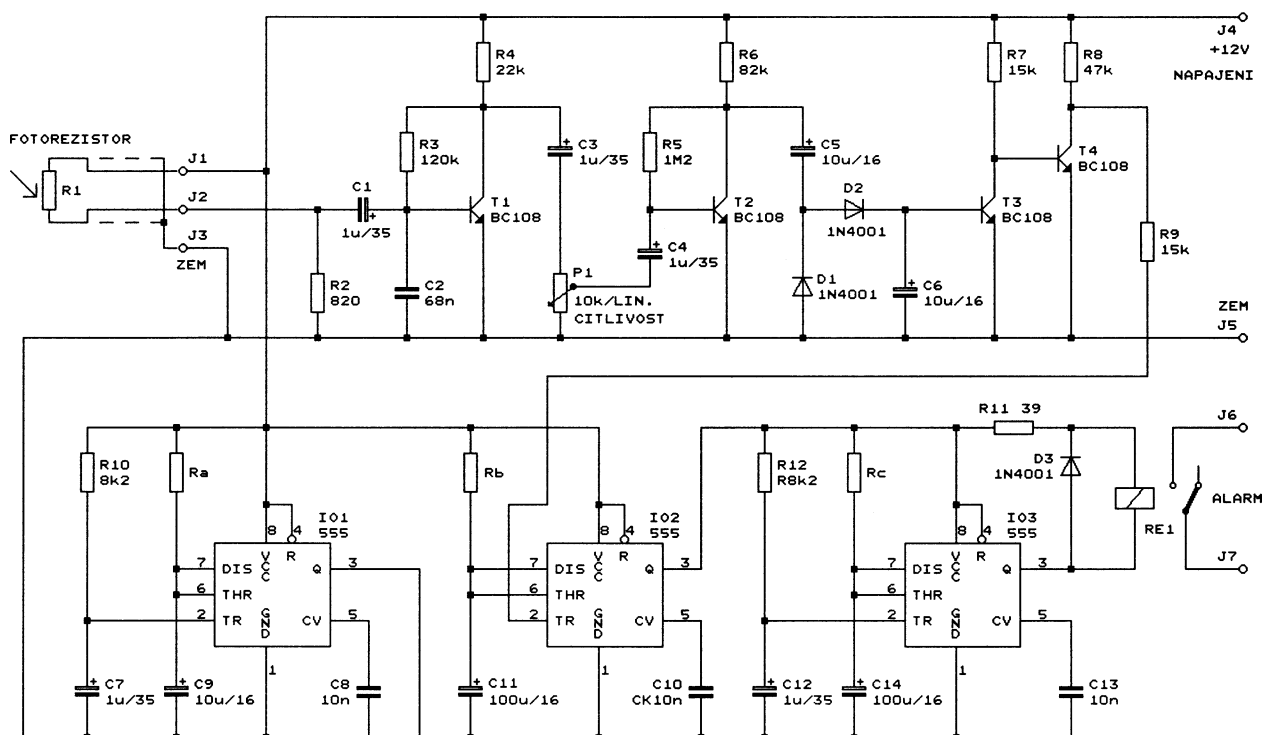 J4
+12V
NAPAJENI
R4
22k
R6
82k
R7
15k
R8
47k
FOTOREZISTOR
J1
R1
J2
J3
ZEM
R3
120k
C1
1u/35
C3
1u/35
R5
1M2
C5
10u/16
T4
BC108
D2
1N4001
T1
BC108
T2
BC108
T3
BC108
R9
15k
R2
820
C2
68n
P1
10k/LIN.
CITLIVOST
C4
1u/35
D1
1N4001
C6
10u/16
ZEM
J5
R11 39
J6
R10
8k2
Ra
Rb
R12
R8k2
Rc
D3
1N4001
ALARM
RE1
J7
IO1
555
8
4
VCC
R
7
DIS
Q
3
6
THR
2
TR
GND
CV
5
1
IO2
555
8
4
VCC
R
7
DIS
Q
3
6
THR
2
TR
GND
CV
5
1
IO3
555
8
4
VCC
R
7
DIS
Q
3
6
THR
2
TR
GND
CV
5
1
C7
1u/35
C9
10u/16
C8
10n
C11
100u/16
C10
CK10n
C12
1u/35
C14
100u/16
C13
10n